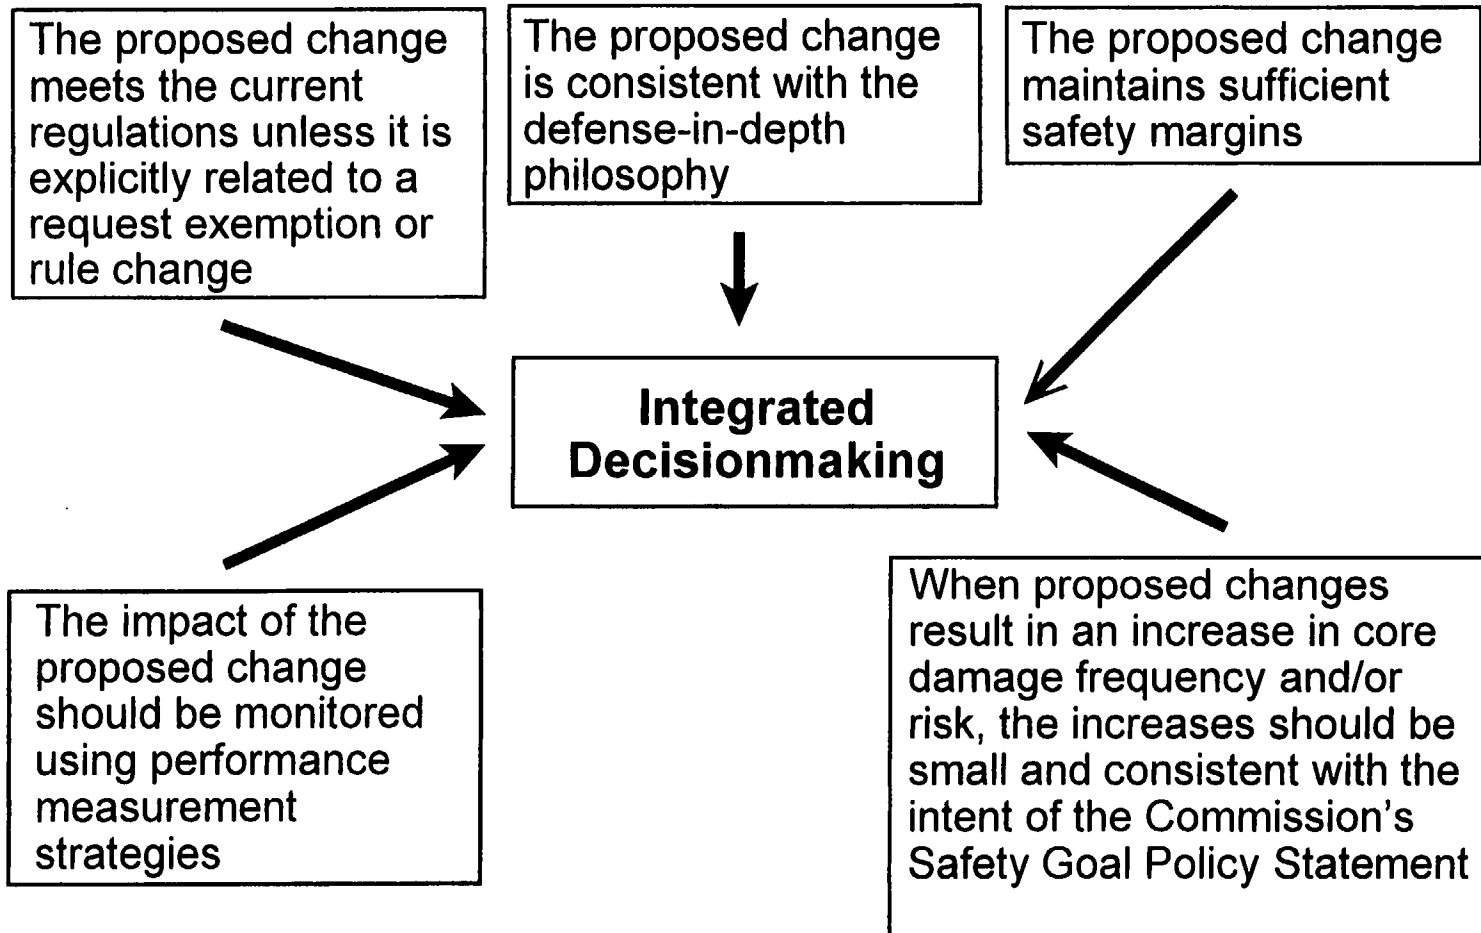 The proposed change
meets the current
regulations unless it is
explicitly related to a
request exemption or
rule change
The proposed change
is consistent with the
defense-in-depth
philosophy
The proposed change
maintains sufficient
safety margins
Integrated
Decisionmaking
The impact of the
proposed change
should be monitored
using performance
measurement
strategies
When proposed changes
result in an increase in core
damage frequency and/or
risk, the increases should be
small and consistent with the
intent of the Commission's
Safety Goal Policy Statement